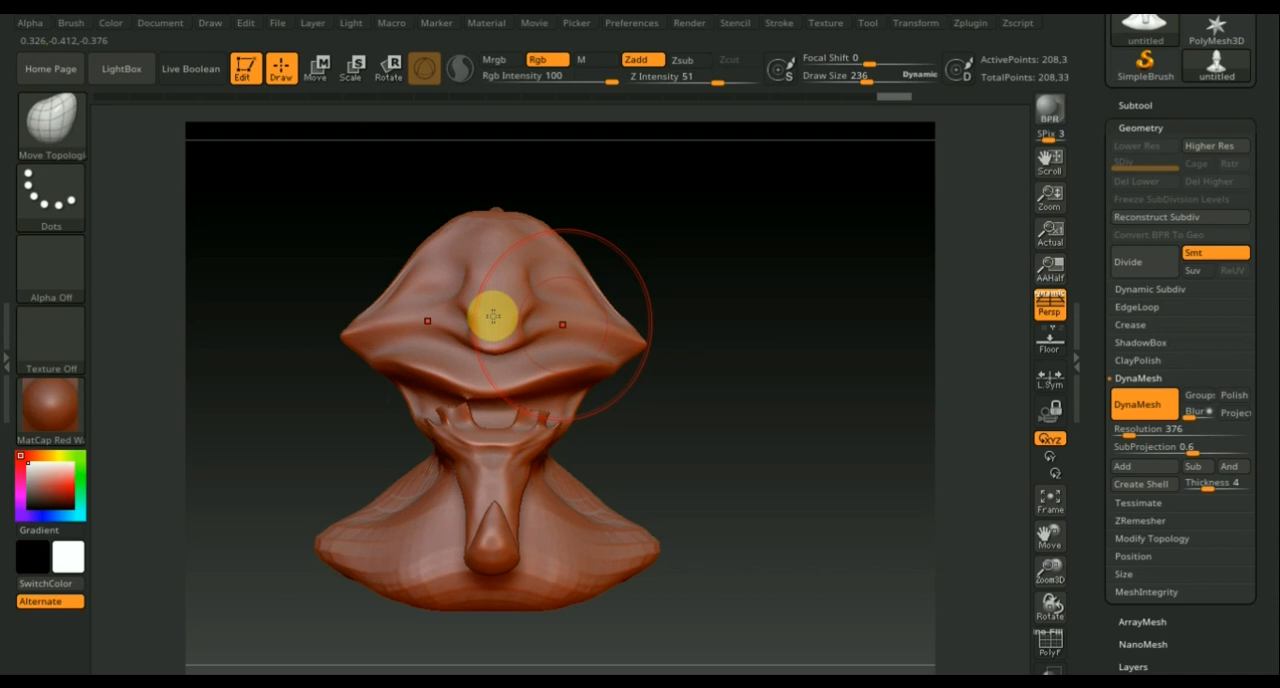 Alpha Brush Color Document Draw Edit File Layer Light Macro Marker Material Movie Picker Preferences Render Stencil Stroke Texture Tool Transform Zplugin Zscript
0.326,-0.412,-0.376
Home Page LightBox Live Boolean Edit Draw Move Scale Rotate
Mrgb Rgb M Zadd Zsub Zcut
Rgb Intensity 100 Z Intensity 51
S Focal Shift 0
Draw Size 236 Dynamic
D ActivePoints: 208,3
TotalPoints: 208,33
untitled PolyMesh3D
SimpleBrush untitled
Move Topologi
Dots
Alpha Off
Texture Off
MatCap Red W
Gradient
SwitchColor
Alternate
BPR
SPix 3
Scroll
Zoom
Actual
AAHalf
Dynamic
Persp
Floor
L.Sym
XYZ
Y
Z
Frame
Move
Zoom3D
Rotate
Line Fill
PolyF
Subtool
Geometry
Lower Res Higher Res
SDiv Cage Rstr
Del Lower Del Higher
Freeze SubDivision Levels
Reconstruct Subdiv
Convert BPR To Geo
Divide Smt
Suv ReUV
Dynamic Subdiv
EdgeLoop
Crease
ShadowBox
ClayPolish
DynaMesh
DynaMesh Groups Polish
Blur Project
Resolution 376
SubProjection 0.6
Add Sub And
Create Shell Thickness 4
Tessimate
ZRemesher
Modify Topology
Position
Size
MeshIntegrity
ArrayMesh
NanoMesh
Layers